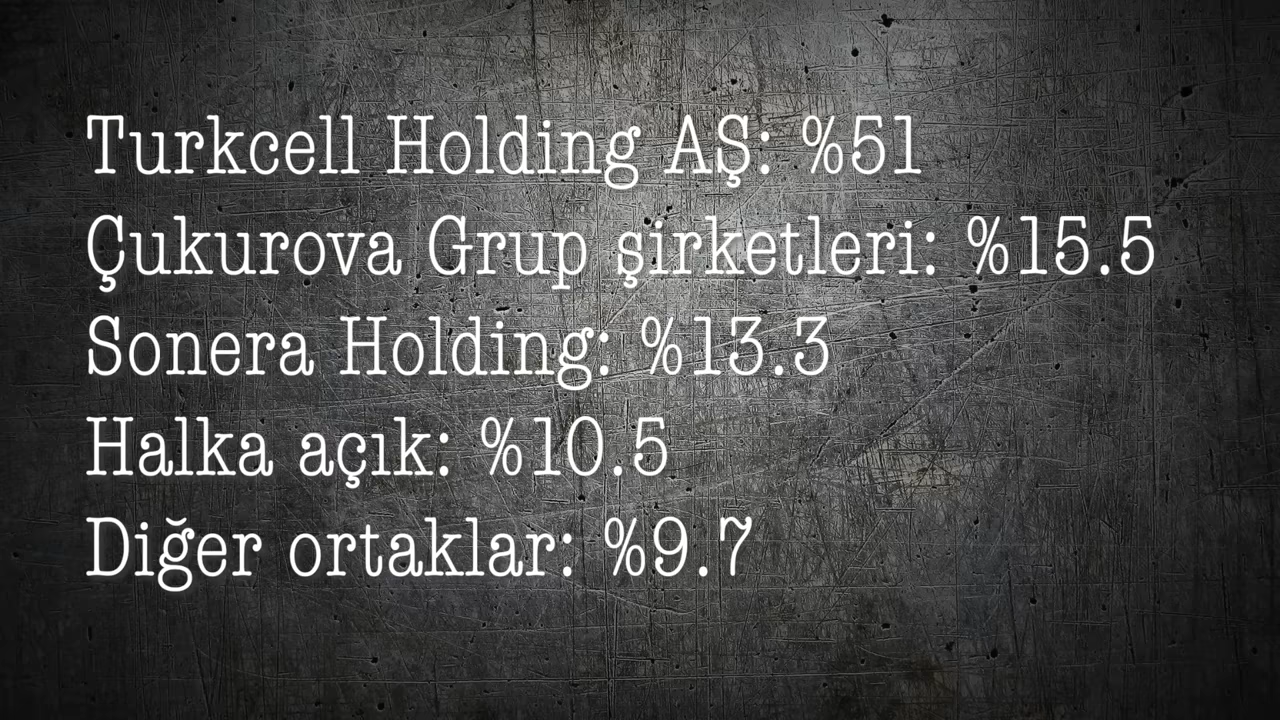 Turkcell Holding AŞ: %51
Çukurova Grup şirketleri: %15.5
Sonera Holding: %13.3
Halka açık: %10.5
Diğer ortaklar: %9.7